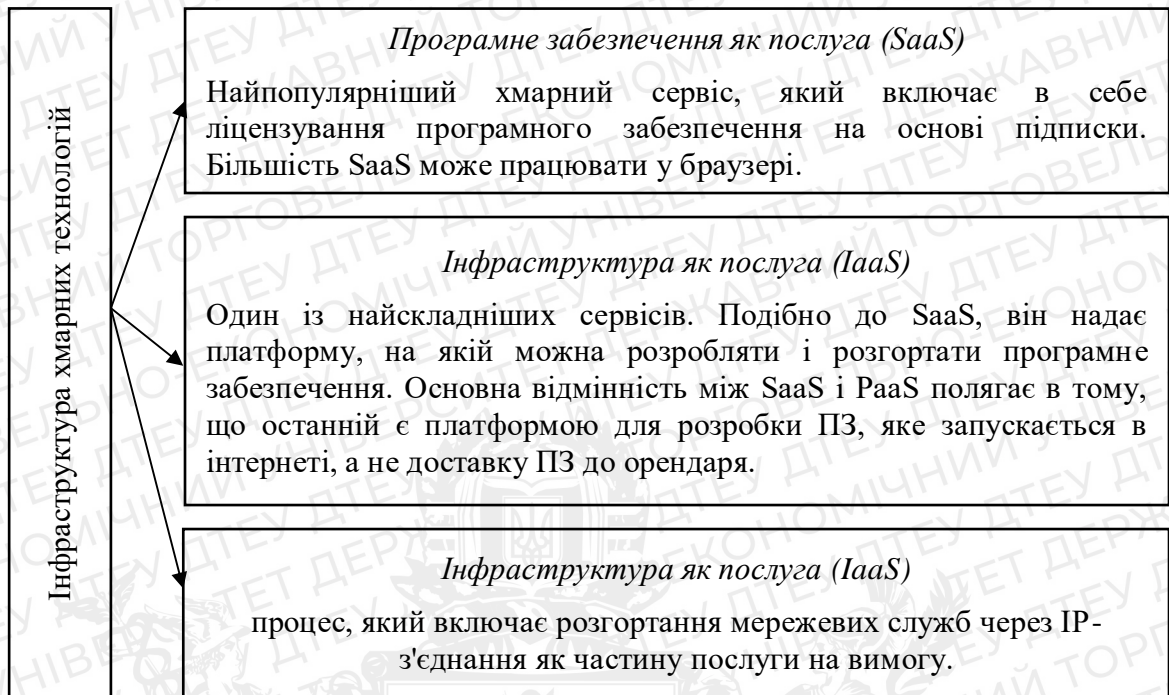 Інфраструктура хмарних технологій
Програмне забезпечення як послуга (SaaS)
Найпопулярніший хмарний сервіс, який включає в себе
ліцензування програмного забезпечення на основі підписки.
Більшість SaaS може працювати у браузері.
Інфраструктура як послуга (IaaS)
Один із найскладніших сервісів. Подібно до SaaS, він надає
платформу, на якій можна розробляти і розгортати програмне
забезпечення. Основна відмінність між SaaS і PaaS полягає в тому,
що останній є платформою для розробки ПЗ, яке запускається в
інтернеті, а не доставку ПЗ до орендаря.
Інфраструктура як послуга (IaaS)
процес, який включає розгортання мережевих служб через IP-
з'єднання як частину послуги на вимогу.